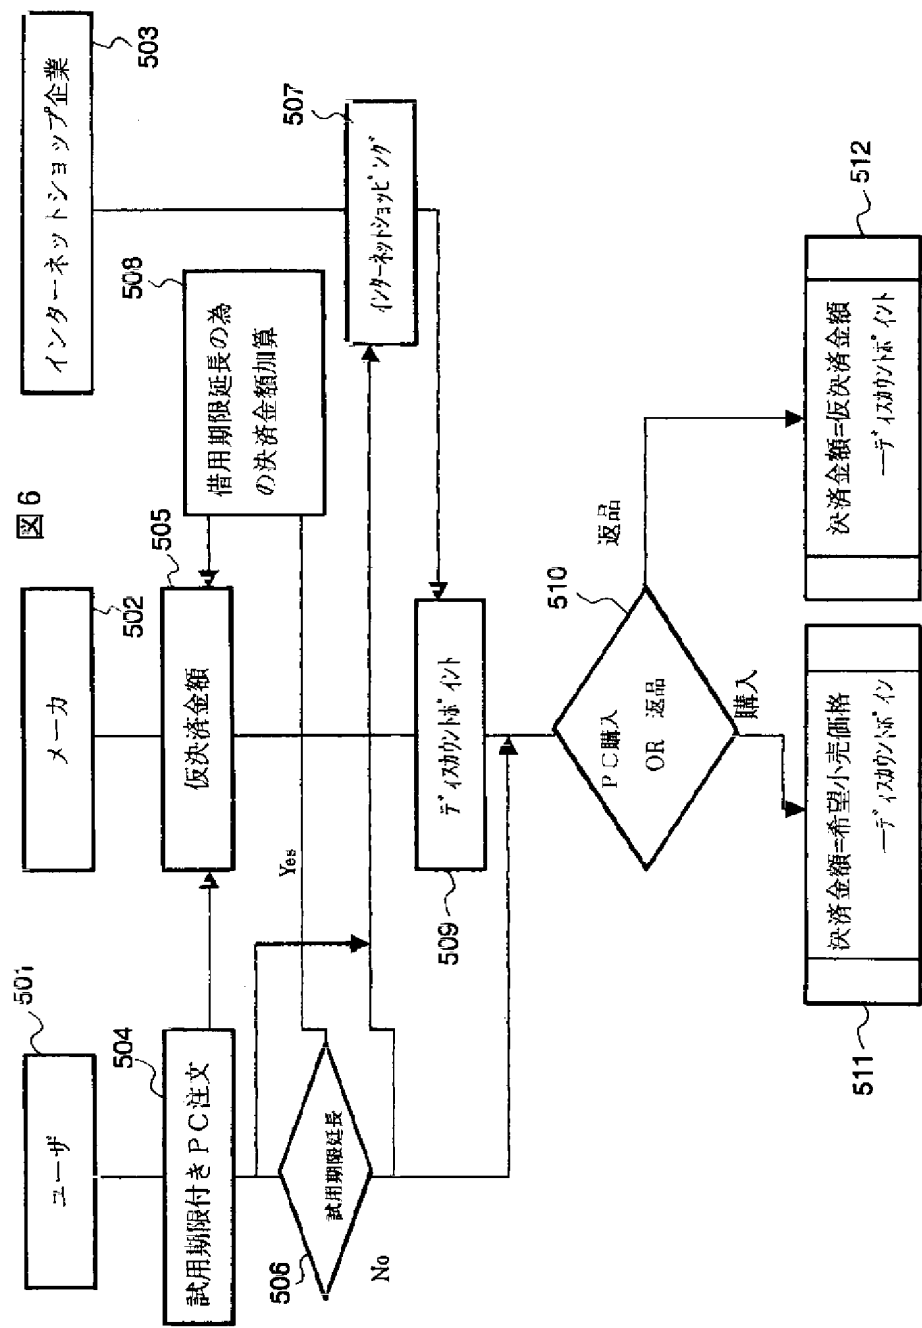 図6
501
ユーザ
502
メーカ
503
インターネットショップ企業
504
試用期限付きPC注文
505
仮決済金額
508
借用期限延長の為
の決済金額加算
506
試用期限延長
Yes
No
507
インターネットショッピング
509
ディスカウントポイント
510
PC購入
OR 返品
返品
購入
511
決済金額=希望小売価格
―ディスカウントポイン
512
決済金額=仮決済金額
―ディスカウントポイント